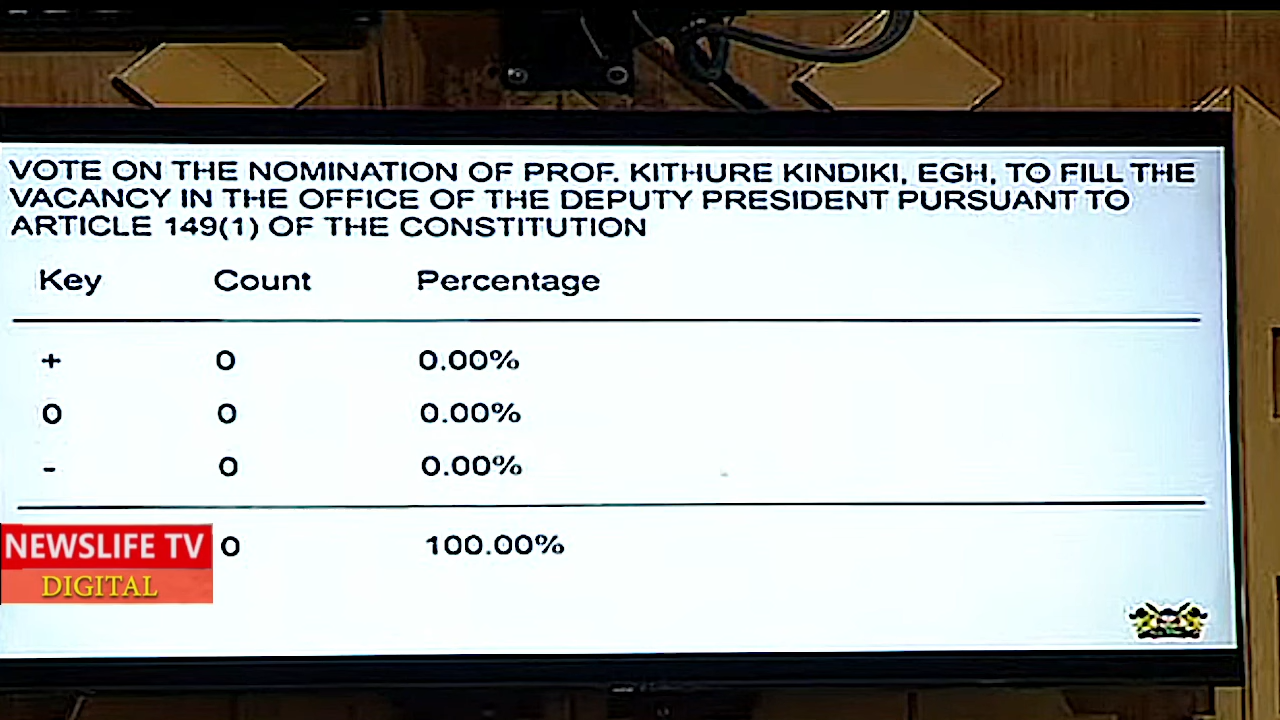 VOTE ON THE NOMINATION OF PROF. KITHURE KINDIKI, EGH, TO FILL THE
VACANCY IN THE OFFICE OF THE DEPUTY PRESIDENT PURSUANT TO
ARTICLE 149(1) OF THE CONSTITUTION
Key Count Percentage
+ 0 0.00%
0 0 0.00%
- 0 0.00%
0 100.00%
NEWSLIFE TV
DIGITAL